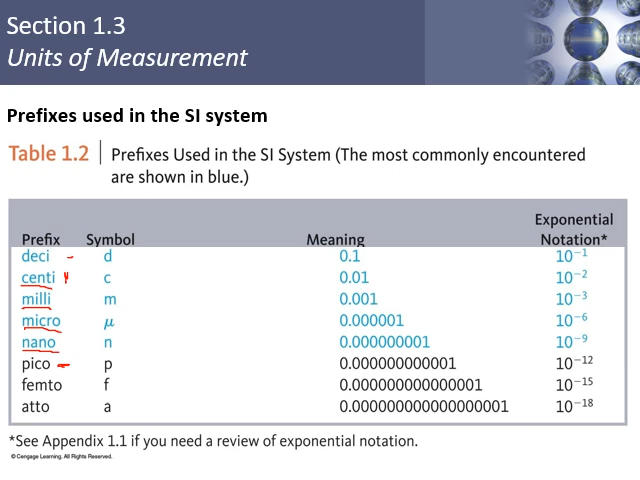 Section 1.3
Units of Measurement
Prefixes used in the SI system
Table 1.2 | Prefixes Used in the SI System (The most commonly encountered
are shown in blue.)
Exponential
Prefix Symbol Meaning Notation*
deci d 0.1 10⁻¹
centi c 0.01 10⁻²
milli m 0.001 10⁻³
micro μ 0.000001 10⁻⁶
nano n 0.000000001 10⁻⁹
pico p 0.000000000001 10⁻¹²
femto f 0.000000000000001 10⁻¹⁵
atto a 0.000000000000000001 10⁻¹⁸
*See Appendix 1.1 if you need a review of exponential notation.
© Cengage Learning. All Rights Reserved.